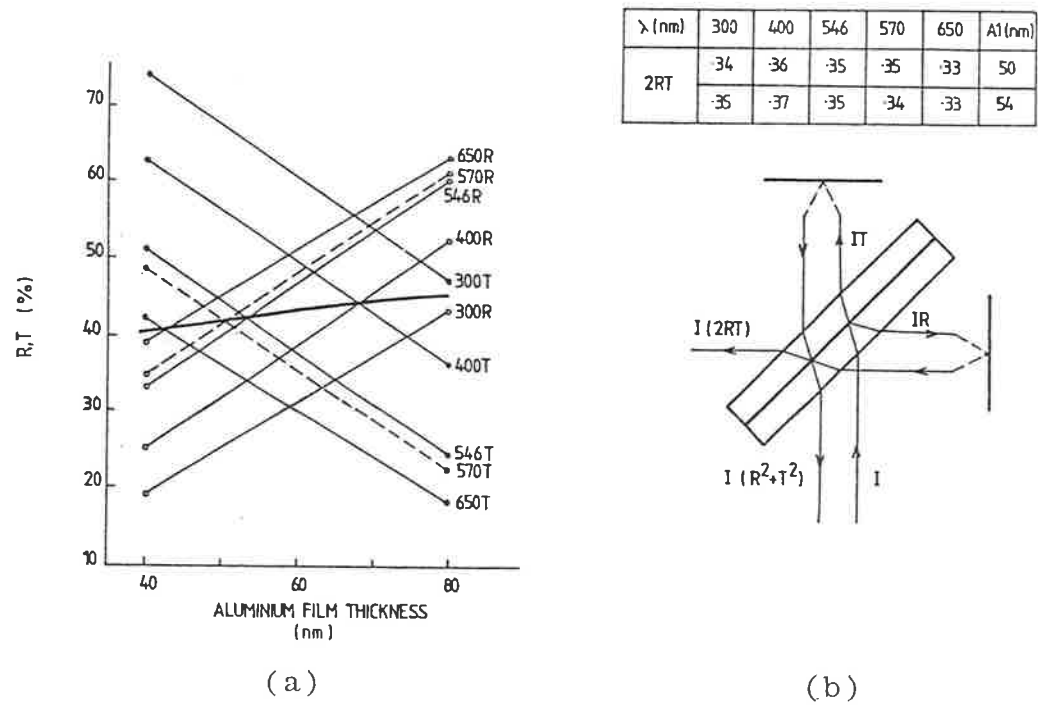 R,T (%)
70
60
50
40
30
20
10
40
60
80
ALUMINIUM FILM THICKNESS
(nm)
650R
570R
546R
400R
300T
300R
400T
546T
570T
650T
(a)
λ(nm) 300 400 546 570 650 Al(nm)
2RT ·34 ·36 ·35 ·35 ·33 50
·35 ·37 ·35 ·34 ·33 54
IT
IR
I(2RT)
I(R²+T²)
I
(b)